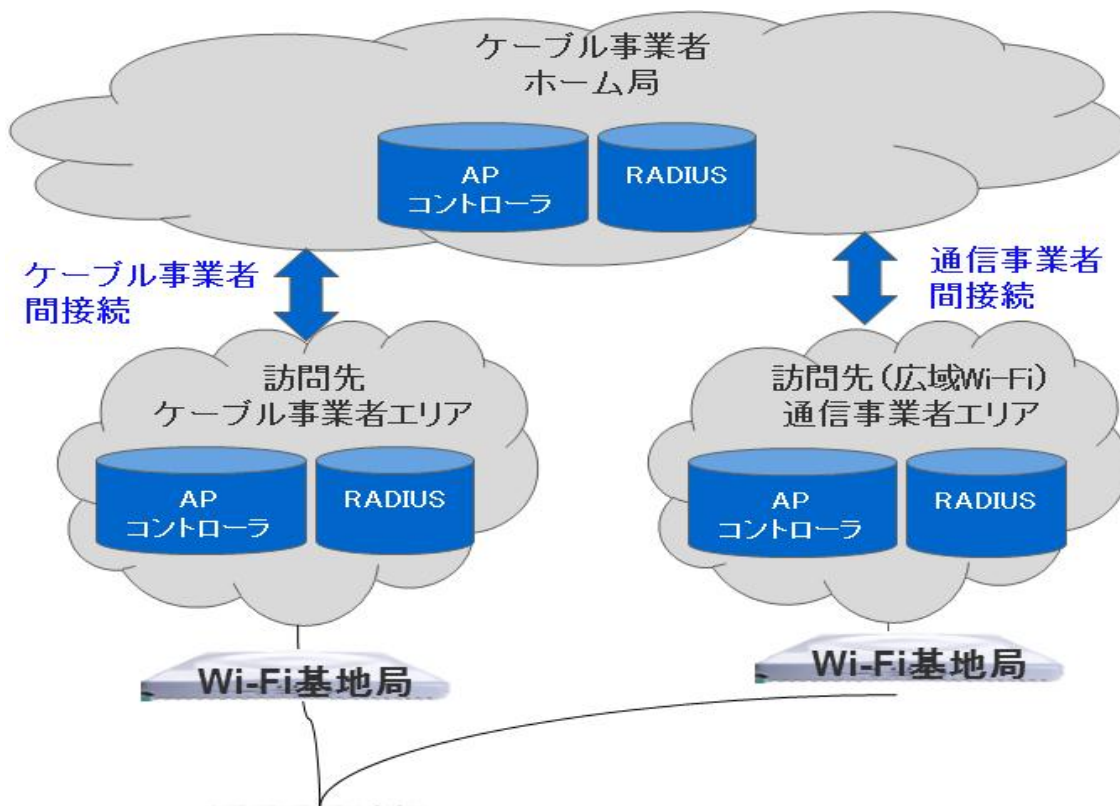 ケーブル事業者
ホーム局
AP
コントローラ
RADIUS
ケーブル事業者
間接続
通信事業者
間接続
訪問先
ケーブル事業者エリア
AP
コントローラ
RADIUS
訪問先(広域Wi-Fi)
通信事業者エリア
AP
コントローラ
RADIUS
Wi-Fi基地局
Wi-Fi基地局